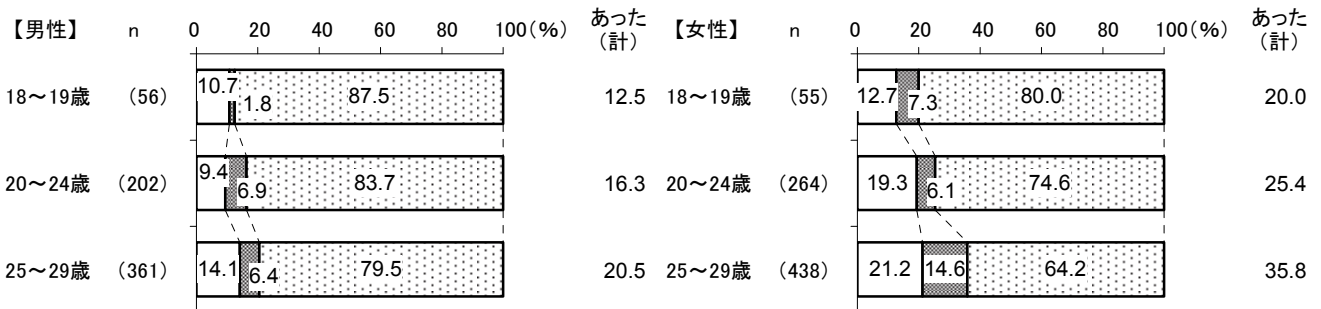 【男性】 n 0 20 40 60 80 100(%) あった(計) 【女性】 n 0 20 40 60 80 100(%) あった(計)
18～19歳 (56) 10.7 1.8 87.5 12.5 18～19歳 (55) 12.7 7.3 80.0 20.0
20～24歳 (202) 9.4 6.9 83.7 16.3 20～24歳 (264) 19.3 6.1 74.6 25.4
25～29歳 (361) 14.1 6.4 79.5 20.5 25～29歳 (438) 21.2 14.6 64.2 35.8